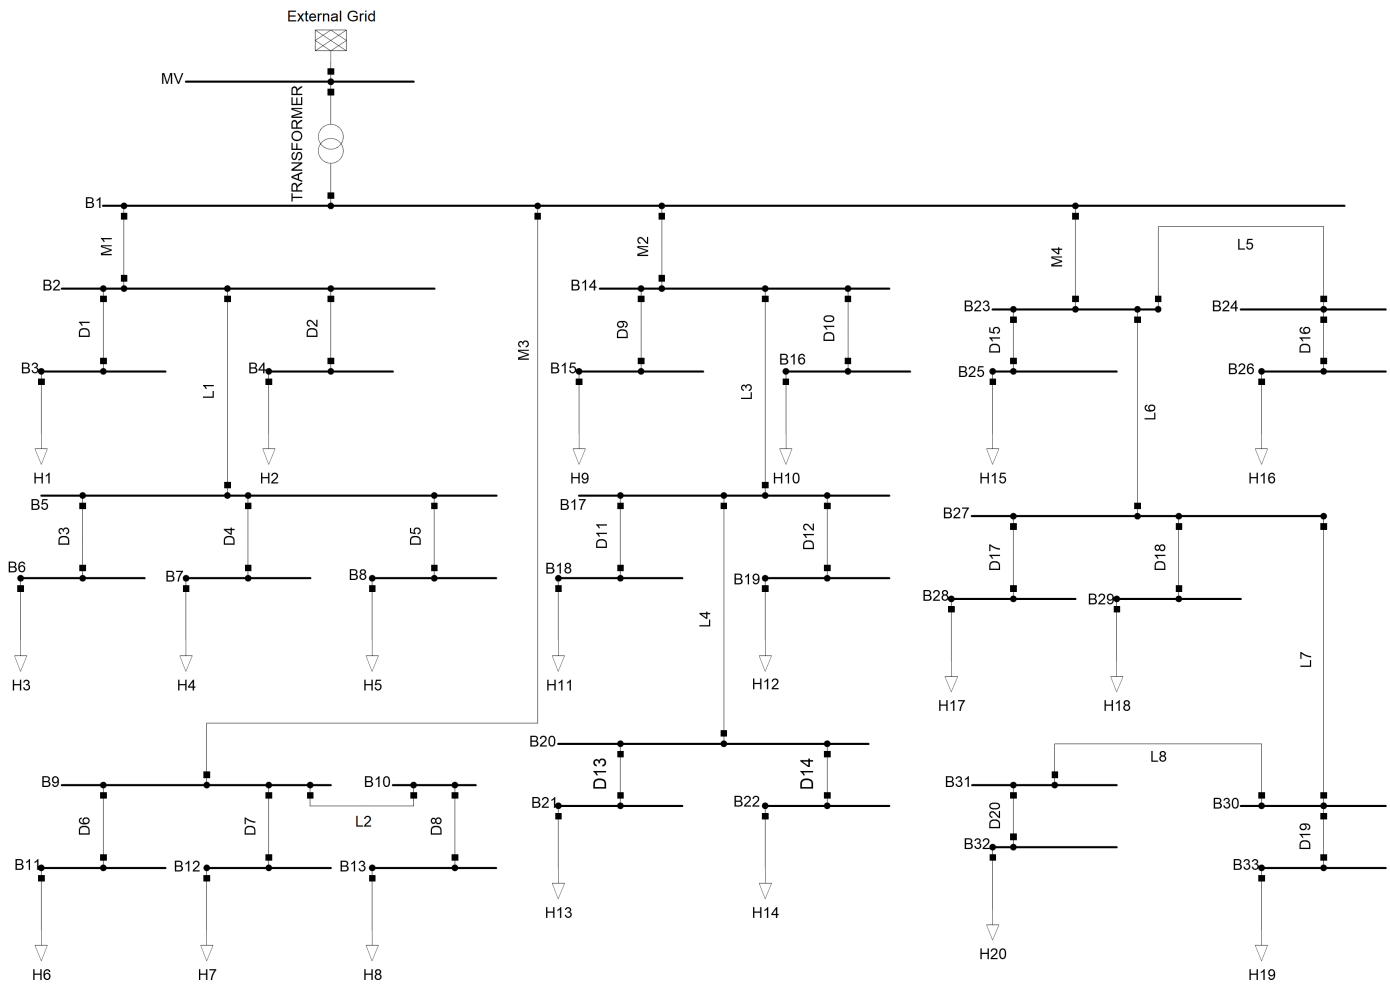 External Grid
MV
TRANSFORMER
B1
M1
M3
M2
M4
L5
B2
B14
B23
B24
D1
D2
D9
D10
D15
D16
B3
B4
B15
B16
B25
B26
L1
L3
L6
H1
H2
H9
H10
H15
H16
B5
B17
B27
D3
D4
D5
D11
D12
D17
D18
B6
B7
B8
B18
B19
B28
B29
L4
L7
H3
H4
H5
H11
H12
H17
H18
B20
L8
B9
B10
D13
D14
B31
B30
L2
B21
B22
D6
D7
D8
D20
D19
B32
B11
B12
B13
B33
H13
H14
H20
H6
H7
H8
H19